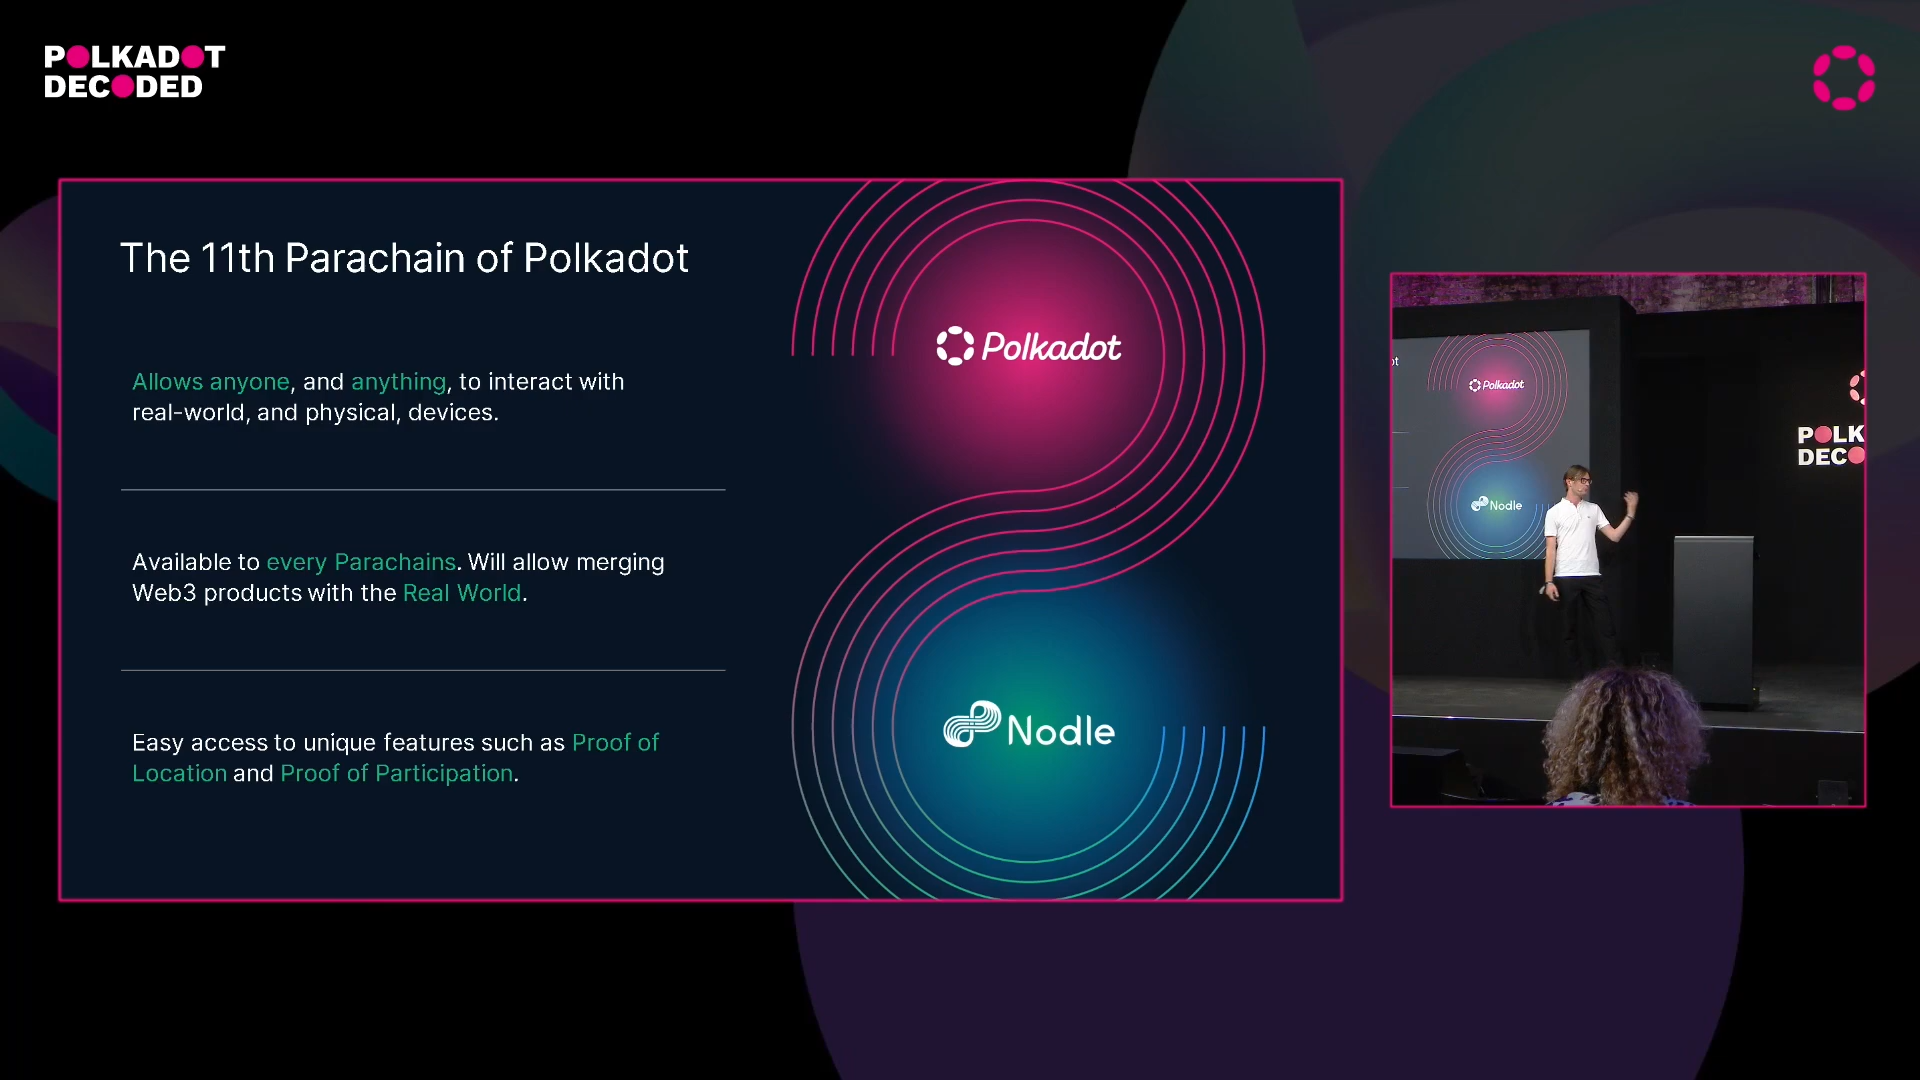 POLKADOT
DECODED
The 11th Parachain of Polkadot
Allows anyone, and anything, to interact with
real-world, and physical, devices.
Available to every Parachains. Will allow merging
Web3 products with the Real World.
Easy access to unique features such as Proof of
Location and Proof of Participation.
Polkadot
Nodle
ot
Polkadot
Nodle
POLK
DECO